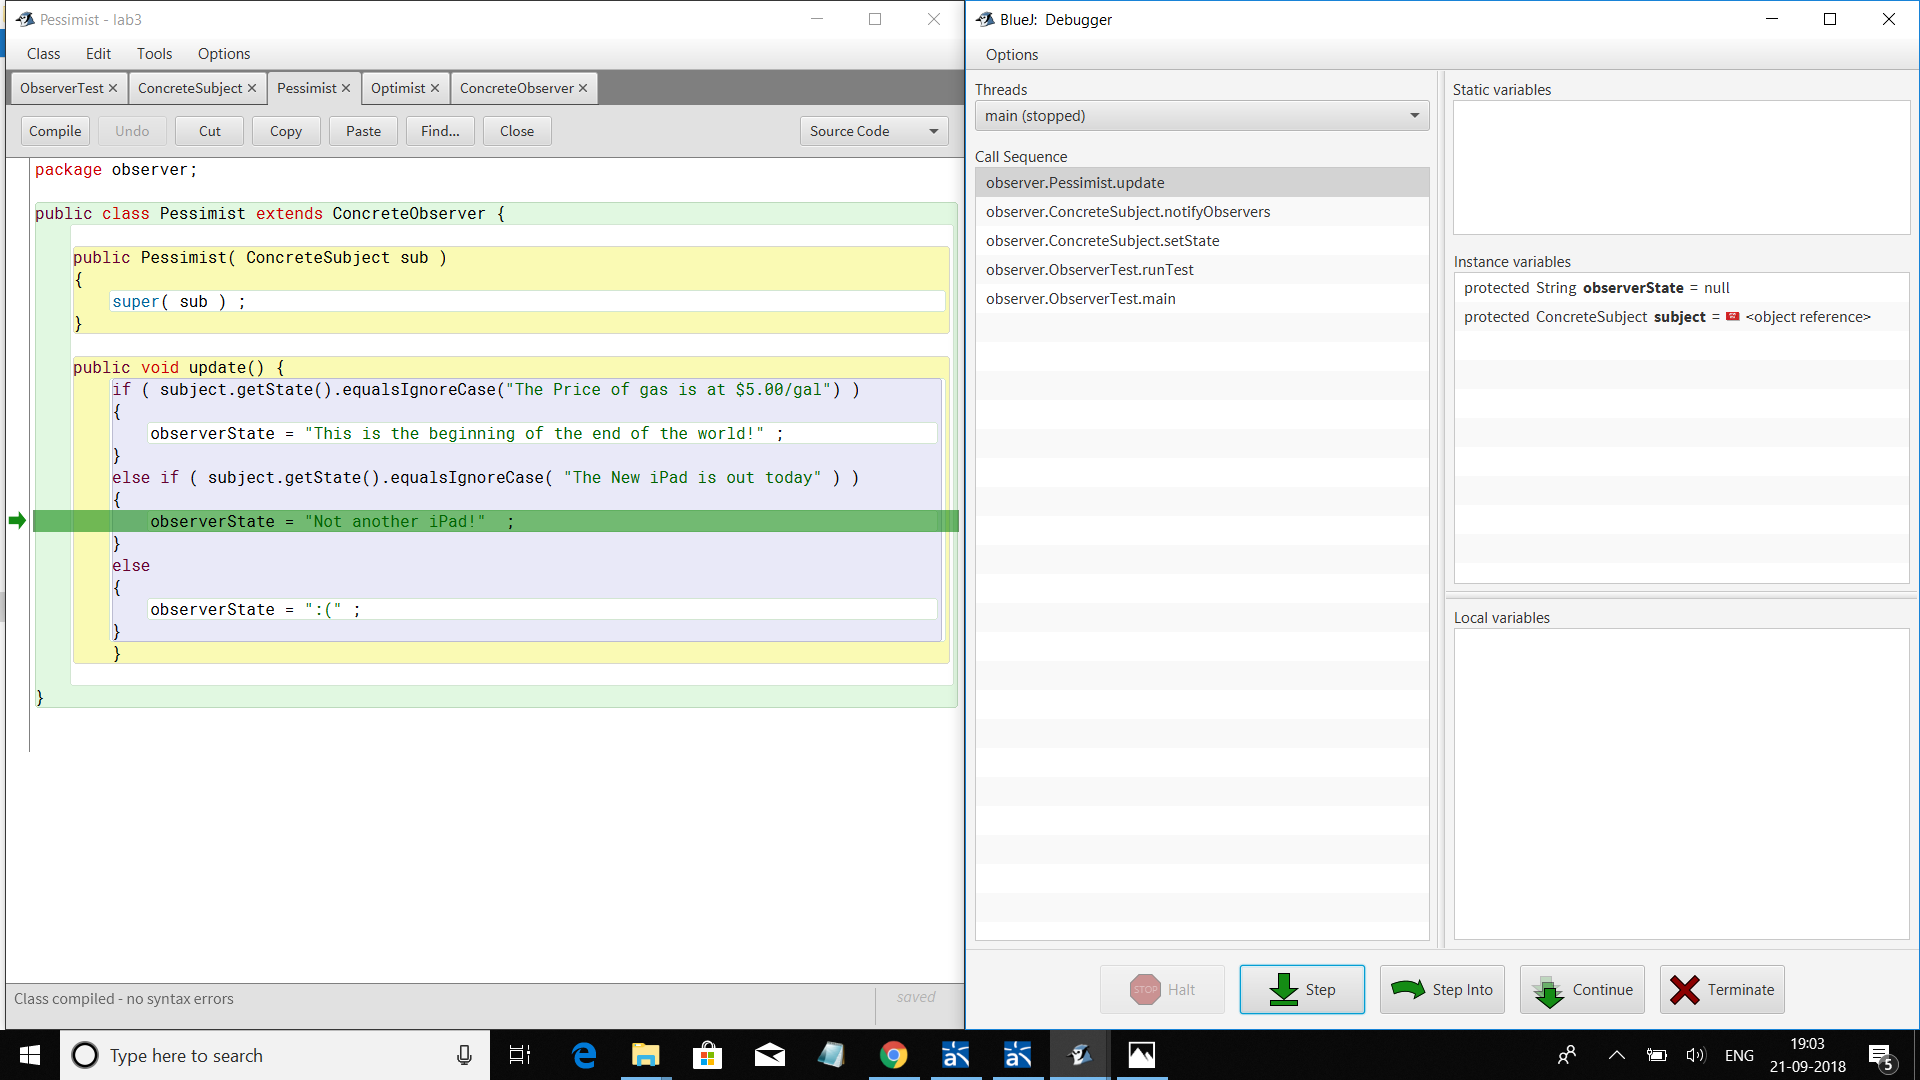 Pessimist - lab3
Class Edit Tools Options
ObserverTest ConcreteSubject Pessimist Optimist ConcreteObserver
Compile Undo Cut Copy Paste Find... Close Source Code
package observer;
public class Pessimist extends ConcreteObserver {
public Pessimist( ConcreteSubject sub )
{
super( sub ) ;
}
public void update() {
if ( subject.getState().equalsIgnoreCase("The Price of gas is at $5.00/gal") )
{
observerState = "This is the beginning of the end of the world!" ;
}
else if ( subject.getState().equalsIgnoreCase( "The New iPad is out today" ) )
{
observerState = "Not another iPad!"  ;
}
else
{
observerState = ":(" ;
}
}
}
Class compiled - no syntax errors
saved
BlueJ: Debugger
Options
Threads
main (stopped)
Call Sequence
observer.Pessimist.update
observer.ConcreteSubject.notifyObservers
observer.ConcreteSubject.setState
observer.ObserverTest.runTest
observer.ObserverTest.main
Static variables
Instance variables
protected String observerState = null
protected ConcreteSubject subject = <object reference>
Local variables
STOP Halt Step Step Into Continue Terminate
Type here to search
ENG
19:03
21-09-2018
5